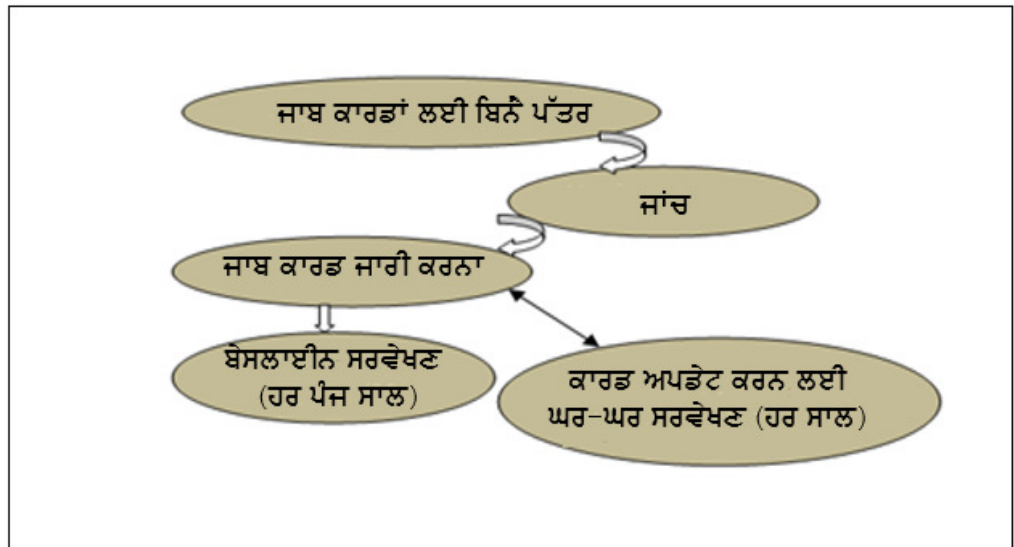 ਜਾਬ ਕਾਰਡਾਂ ਲਈ ਬਿਨੈ ਪੱਤਰ
ਜਾਂਚ
ਜਾਬ ਕਾਰਡ ਜਾਰੀ ਕਰਨਾ
ਬੇਸਲਾਈਨ ਸਰਵੇਖਣ
(ਹਰ ਪੰਜ ਸਾਲ)
ਕਾਰਡ ਅਪਡੇਟ ਕਰਨ ਲਈ
ਘਰ-ਘਰ ਸਰਵੇਖਣ (ਹਰ ਸਾਲ)